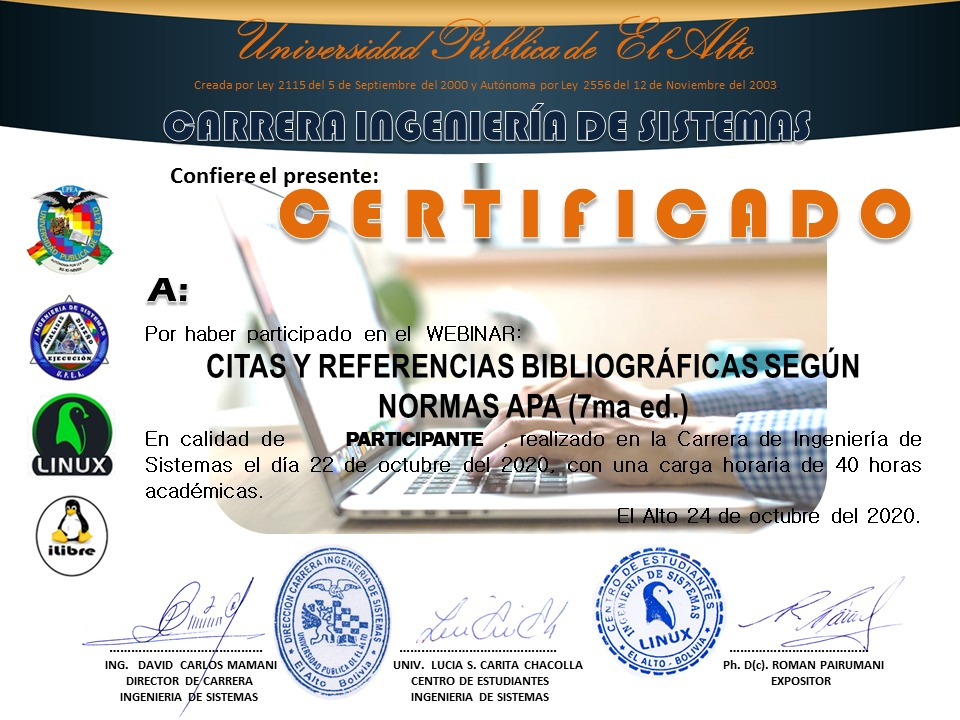 Universidad Pública de El Alto
Creada por Ley 2115 del 5 de Septiembre del 2000 y Autónoma por Ley 2556 del 12 de Noviembre del 2003
CARRERA INGENIERÍA DE SISTEMAS
Confiere el presente:
CERTIFICADO
UPEA
UNIVERSIDAD PUBLICA DE EL ALTO
A:
Por haber participado en el WEBINAR:
INGENIERIA DE SISTEMAS
ANALISIS DISEÑO
EJECUCIÓN
U.P.E.A.
CITAS Y REFERENCIAS BIBLIOGRÁFICAS SEGÚN
NORMAS APA (7ma ed.)
LINUX
En calidad de PARTICIPANTE , realizado en la Carrera de Ingeniería de
Sistemas el día 22 de octubre del 2020, con una carga horaria de 40 horas
académicas.
El Alto 24 de octubre del 2020.
iLibre
DIRECCION CARRERA INGENIERIA DE SISTEMAS
UNIVERSIDAD PUBLICA DE EL ALTO
El Alto Bolivia
CENTRO DE ESTUDIANTES
INGENIERIA DE SISTEMAS
LINUX
EL ALTO - BOLIVIA
ING. DAVID CARLOS MAMANI
DIRECTOR DE CARRERA
INGENIERIA DE SISTEMAS
UNIV. LUCIA S. CARITA CHACOLLA
CENTRO DE ESTUDIANTES
INGENIERIA DE SISTEMAS
Ph. D(c). ROMAN PAIRUMANI
EXPOSITOR